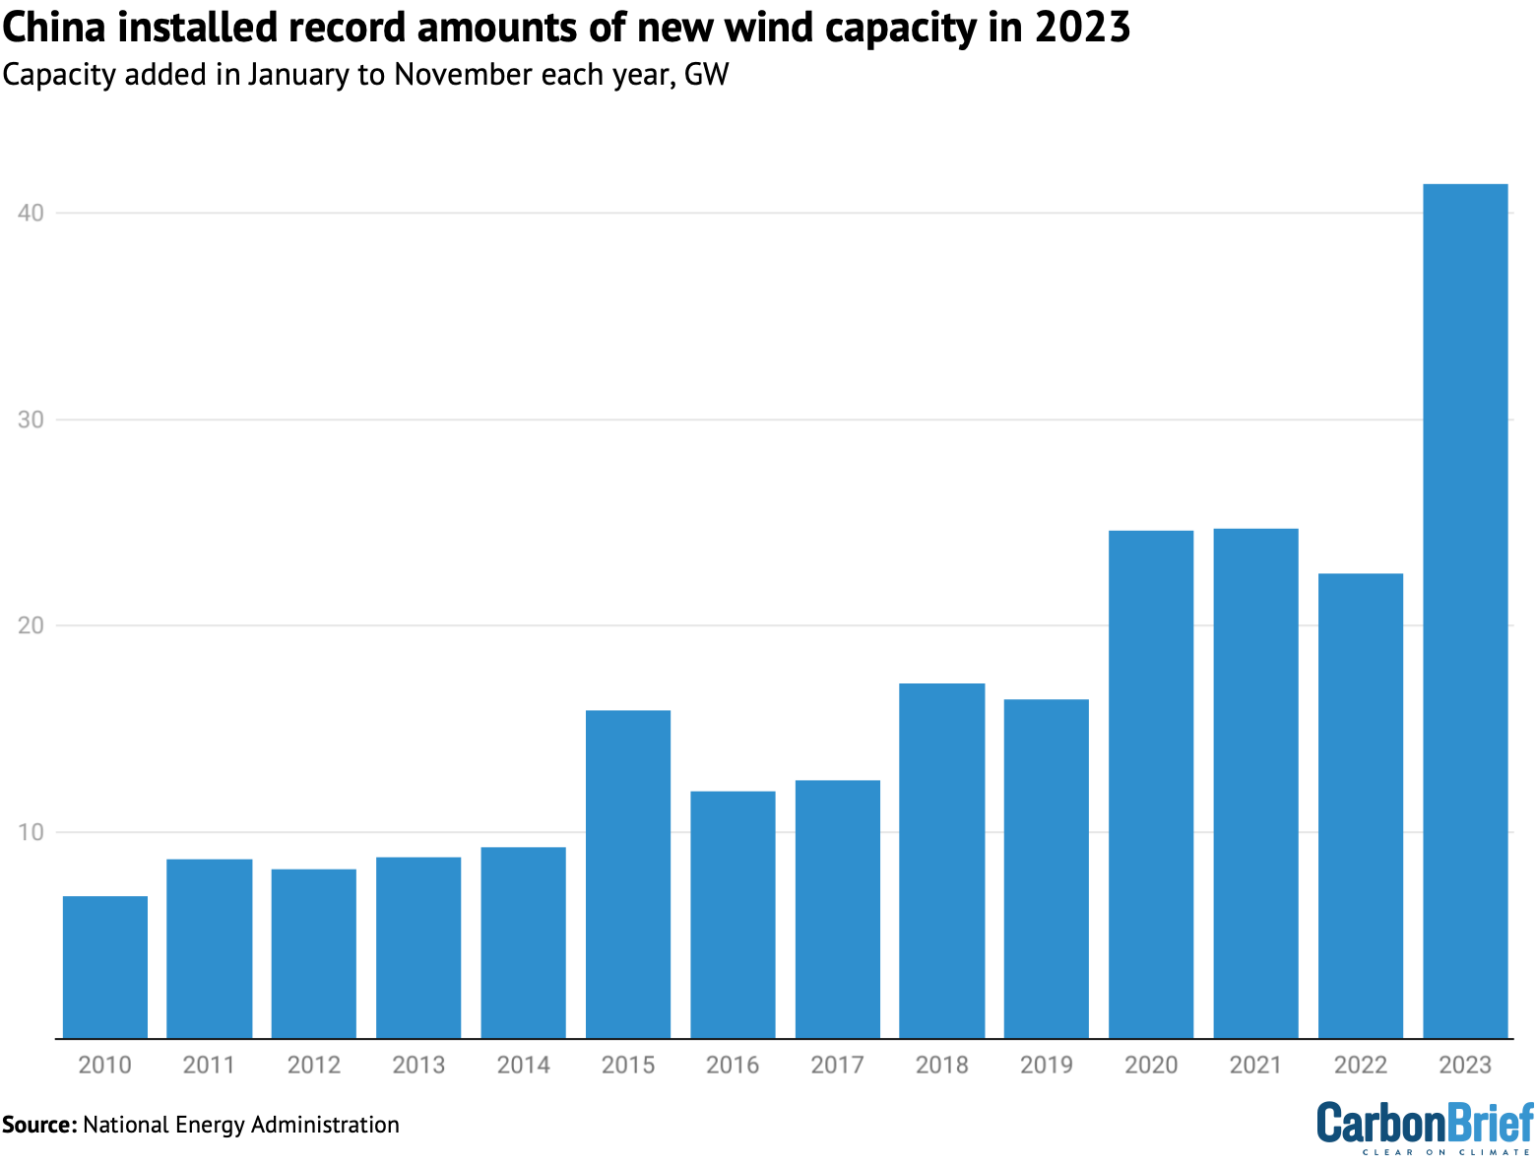 China installed record amounts of new wind capacity in 2023
Capacity added in January to November each year, GW
40
30
20
10
2010 2011 2012 2013 2014 2015 2016 2017 2018 2019 2020 2021 2022 2023
Source: National Energy Administration
CarbonBrief
CLEAR ON CLIMATE